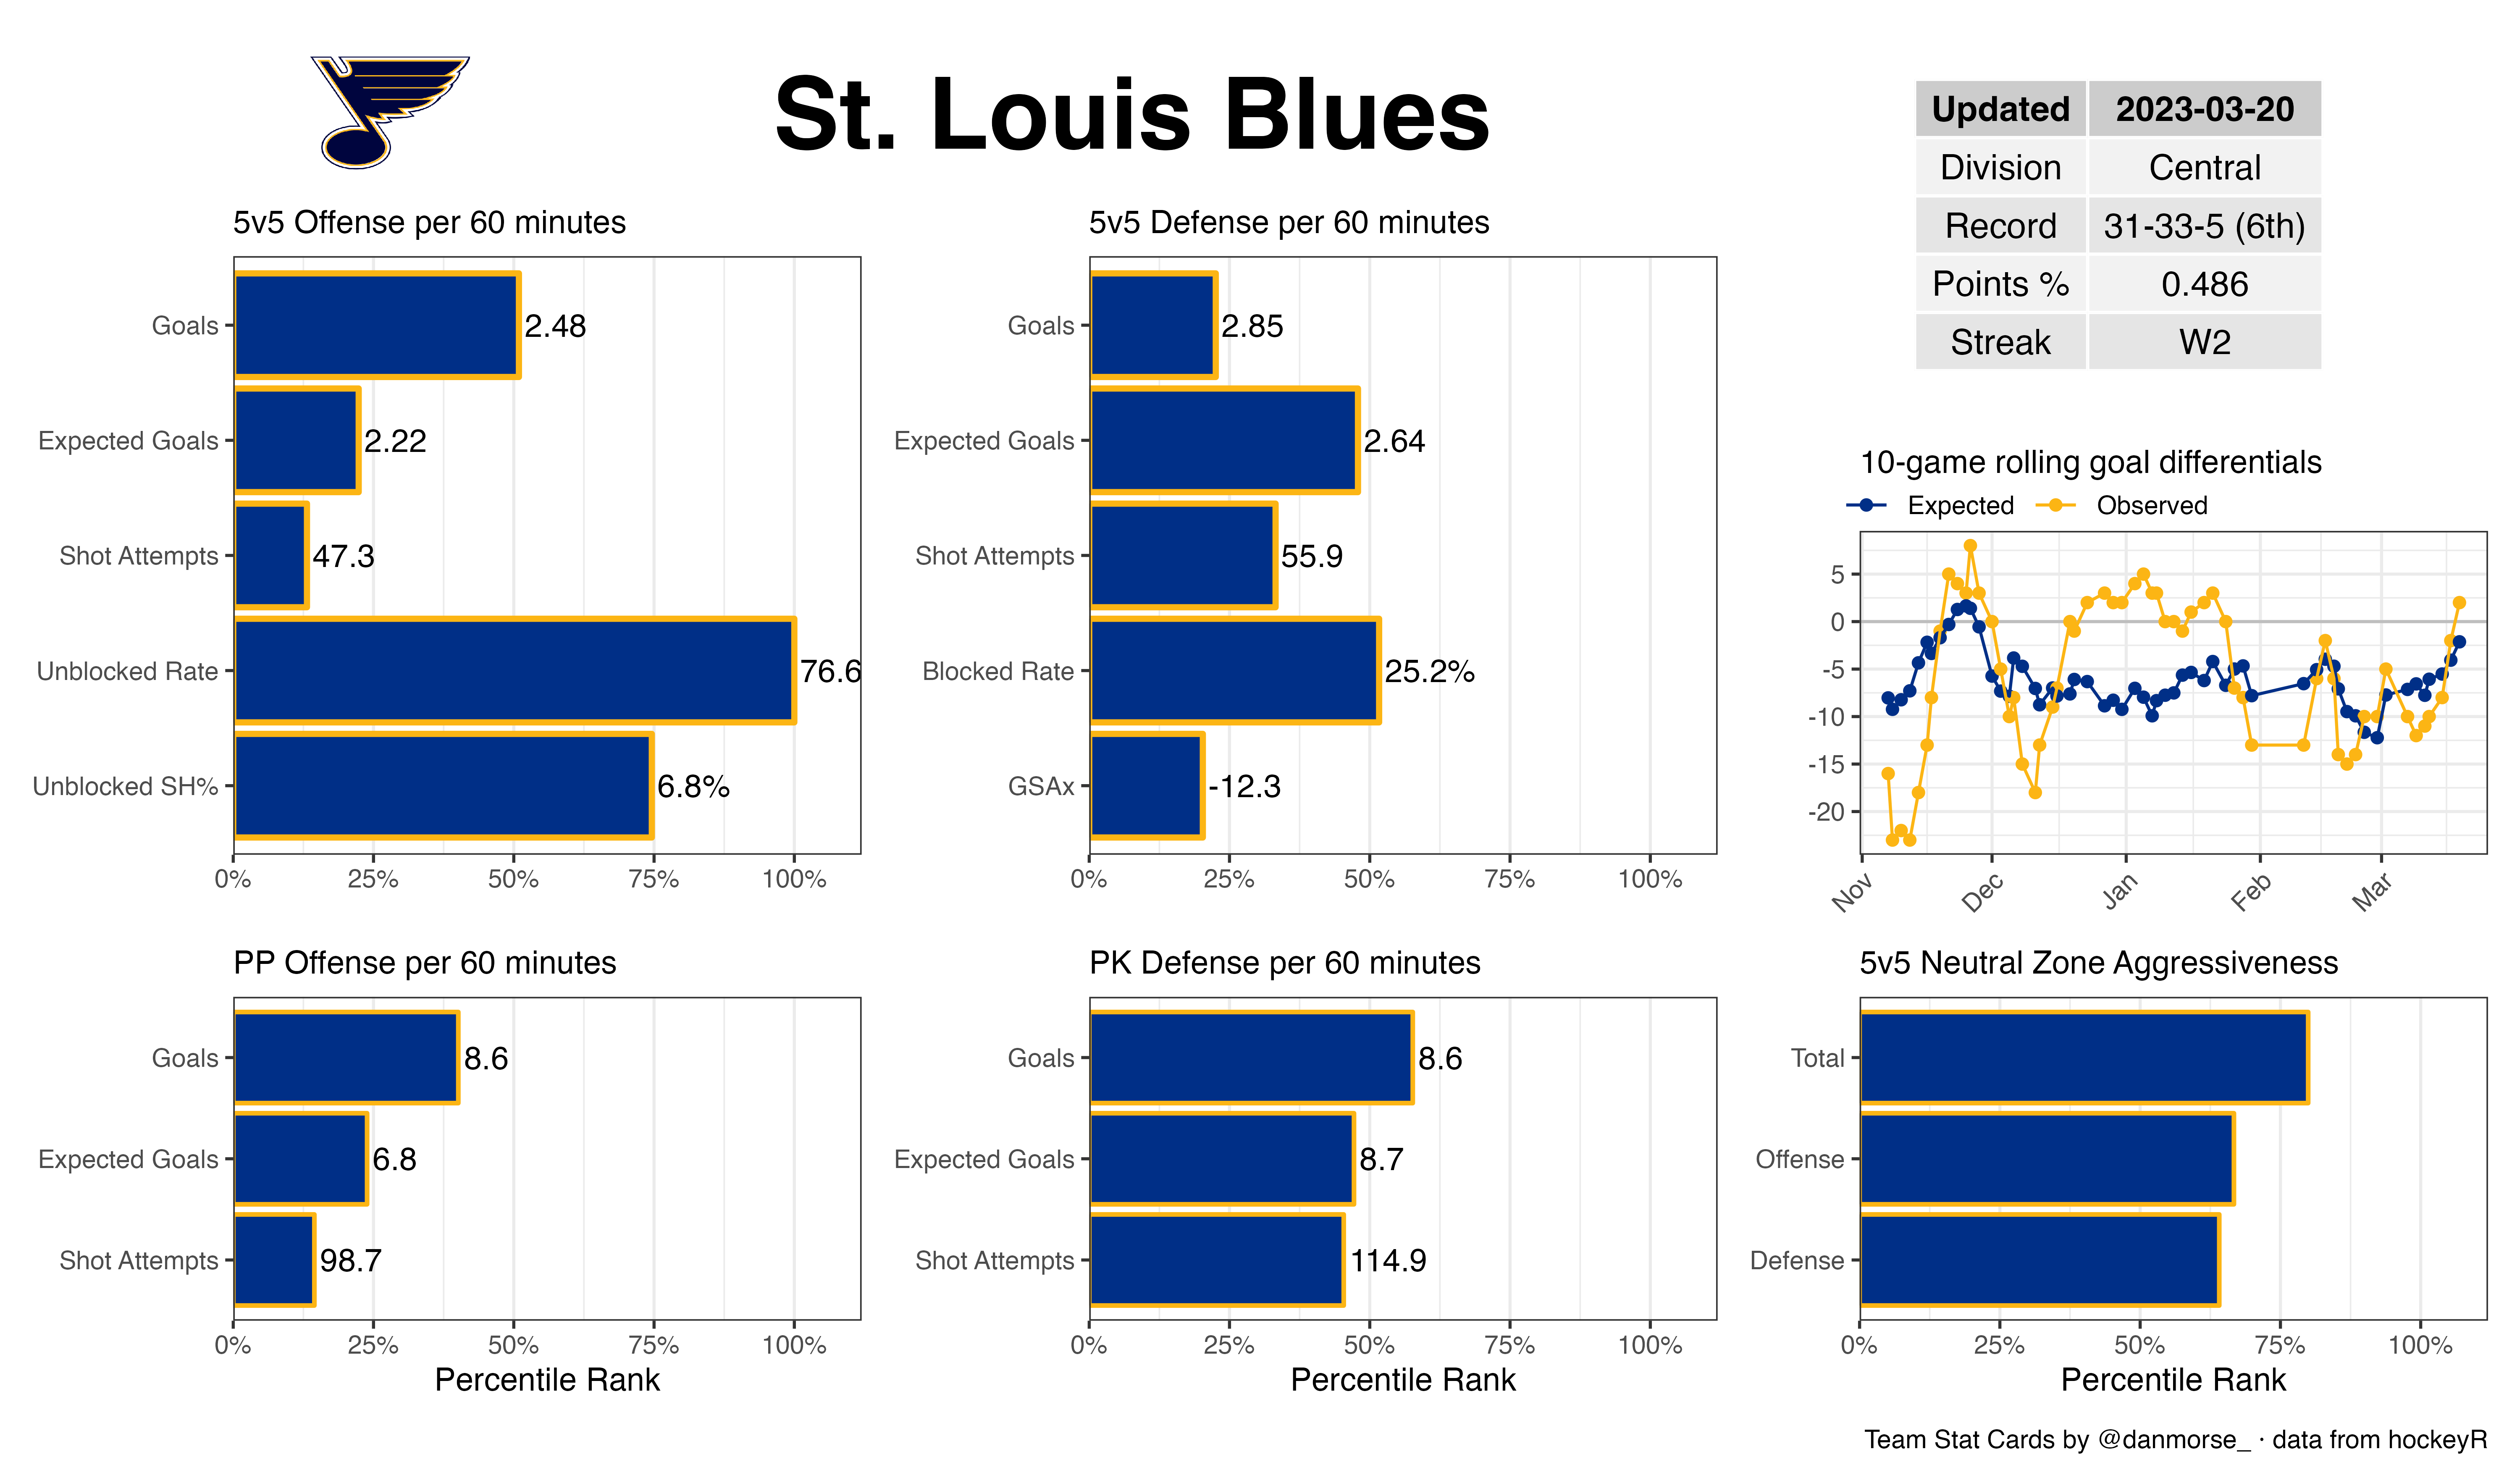 St. Louis Blues
Updated 2023-03-20
Division Central
Record 31-33-5 (6th)
Points % 0.486
Streak W2
5v5 Offense per 60 minutes
Goals 2.48
Expected Goals 2.22
Shot Attempts 47.3
Unblocked Rate 76.6
Unblocked SH% 6.8%
0% 25% 50% 75% 100%
5v5 Defense per 60 minutes
Goals 2.85
Expected Goals 2.64
Shot Attempts 55.9
Blocked Rate 25.2%
GSAx -12.3
0% 25% 50% 75% 100%
10-game rolling goal differentials
Expected Observed
5
0
-5
-10
-15
-20
Nov Dec Jan Feb Mar
PP Offense per 60 minutes
Goals 8.6
Expected Goals 6.8
Shot Attempts 98.7
0% 25% 50% 75% 100%
Percentile Rank
PK Defense per 60 minutes
Goals 8.6
Expected Goals 8.7
Shot Attempts 114.9
0% 25% 50% 75% 100%
Percentile Rank
5v5 Neutral Zone Aggressiveness
Total
Offense
Defense
0% 25% 50% 75% 100%
Percentile Rank
Team Stat Cards by @danmorse_ · data from hockeyR